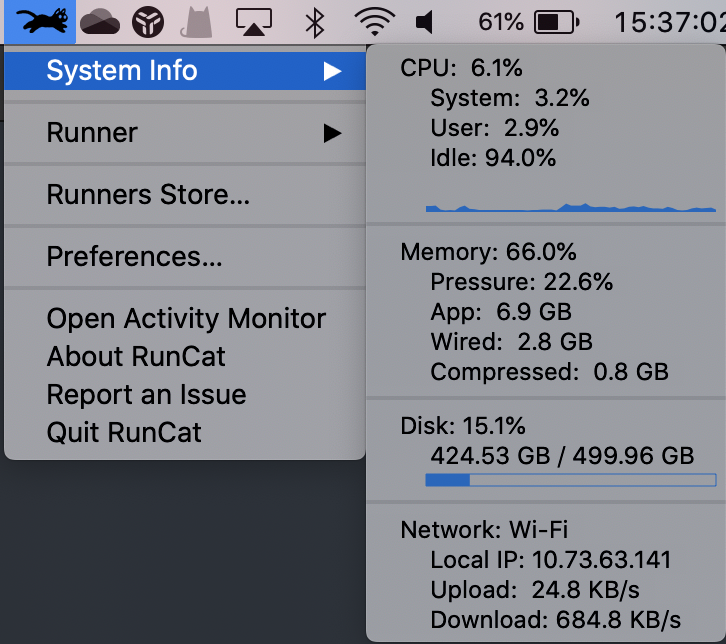 61% 15:37:02
System Info
Runner
Runners Store...
Preferences...
Open Activity Monitor
About RunCat
Report an Issue
Quit RunCat
CPU: 6.1%
System: 3.2%
User: 2.9%
Idle: 94.0%
Memory: 66.0%
Pressure: 22.6%
App: 6.9 GB
Wired: 2.8 GB
Compressed: 0.8 GB
Disk: 15.1%
424.53 GB / 499.96 GB
Network: Wi-Fi
Local IP: 10.73.63.141
Upload: 24.8 KB/s
Download: 684.8 KB/s